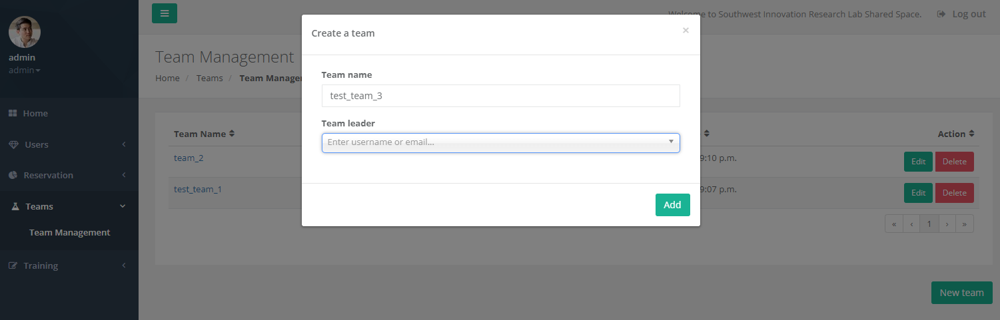 Welcome to Southwest Innovation Research Lab Shared Space.
Log out
admin
admin
Home
Users
Reservation
Teams
Team Management
Training
Team Management
Home / Teams / Team Manage
Create a team
×
Team name
test_team_3
Team leader
Enter username or email...
Add
Team Name
Action
team_2
9:10 p.m.
Edit
Delete
test_team_1
9:07 p.m.
Edit
Delete
« ‹ 1 › »
New team